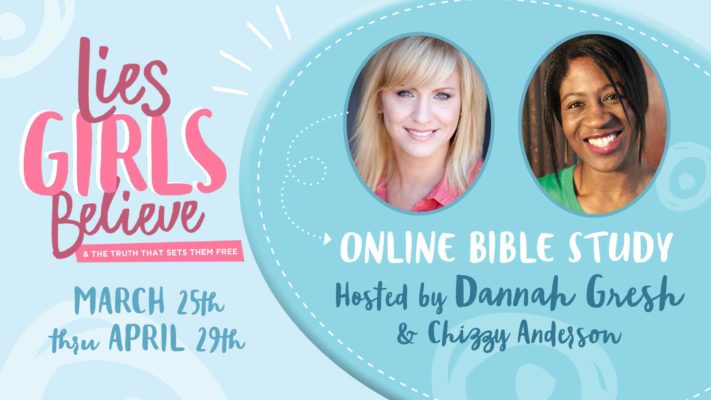 Lies
GIRLS
Believe
& THE TRUTH THAT SETS THEM FREE
MARCH 25th
thru APRIL 29th
ONLINE BIBLE STUDY
Hosted by Dannah Gresh
& Chizzy Anderson